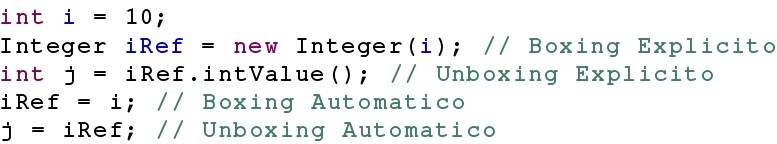 int i = 10;
Integer iRef = new Integer(i); // Boxing Explicito
int j = iRef.intValue(); // Unboxing Explicito
iRef = i; // Boxing Automatico
j = iRef; // Unboxing Automatico